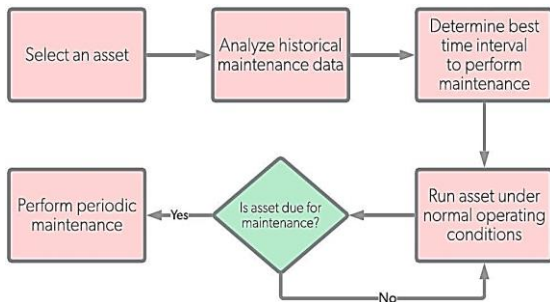 Select an asset
Analyze historical
maintenance data
Determine best
time interval
to perform
maintenance
Run asset under
normal operating
conditions
Is asset due for
maintenance?
Yes
No
Perform periodic
maintenance